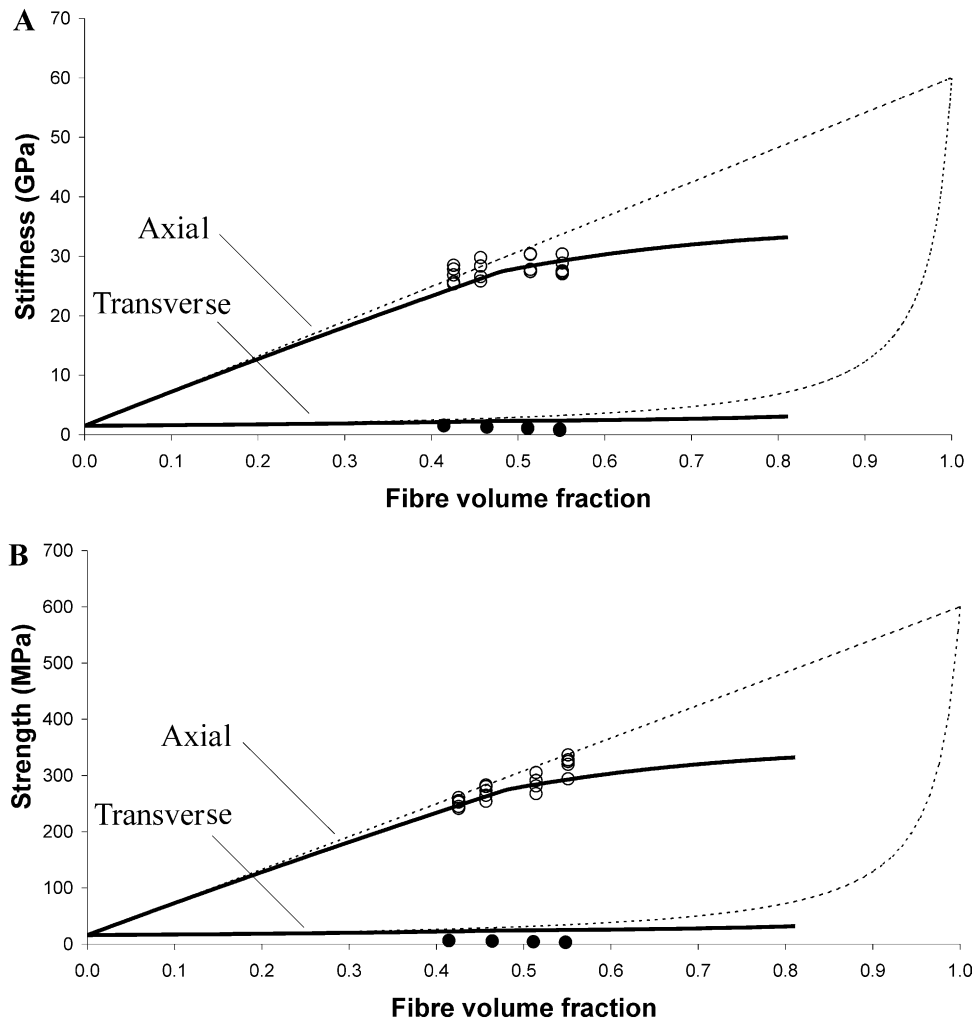 A
70
60
50
40
30
20
10
0
Stiffness (GPa)
Axial
Transverse
0.0 0.1 0.2 0.3 0.4 0.5 0.6 0.7 0.8 0.9 1.0
Fibre volume fraction
B
700
600
500
400
300
200
100
0
Strength (MPa)
Axial
Transverse
0.0 0.1 0.2 0.3 0.4 0.5 0.6 0.7 0.8 0.9 1.0
Fibre volume fraction